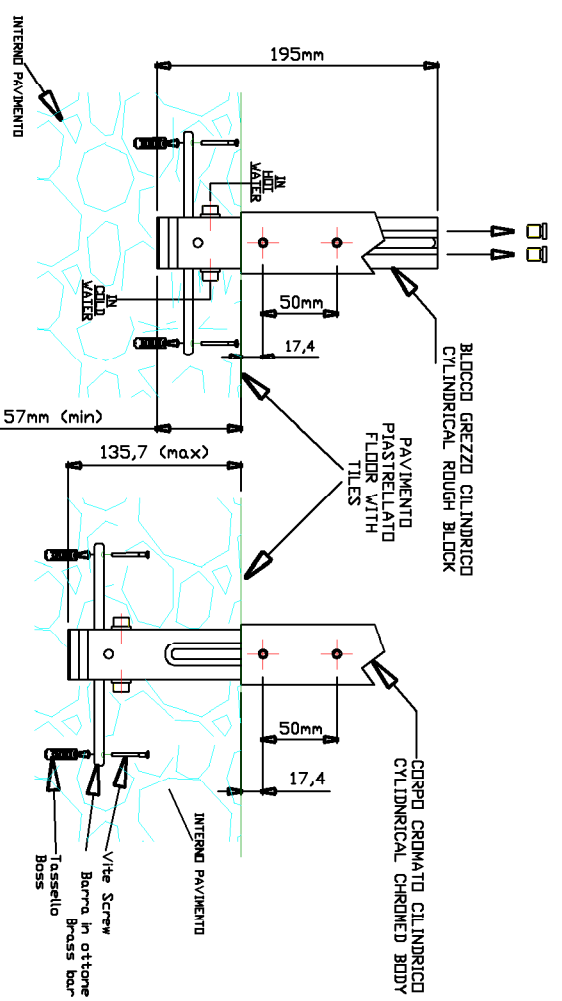 195mm
INTERNO PAVIMENTO
IN
HOT
WATER
IN
COLD
WATER
50mm
17,4
57mm (min)
BLOCCO GREZZO CILINDRICO
CYLINDRICAL ROUGH BLOCK
PAVIMENTO
PIASTRELLATO
FLOOR WITH
TILES
135,7 (max)
50mm
17,4
CORPO CROMATO CILINDRICO
CYLIDNRICAL CHROMED BODY
INTERNO PAVIMENTO
Vite Screw
Barra in ottone
Brass bar
Tassello
Boss